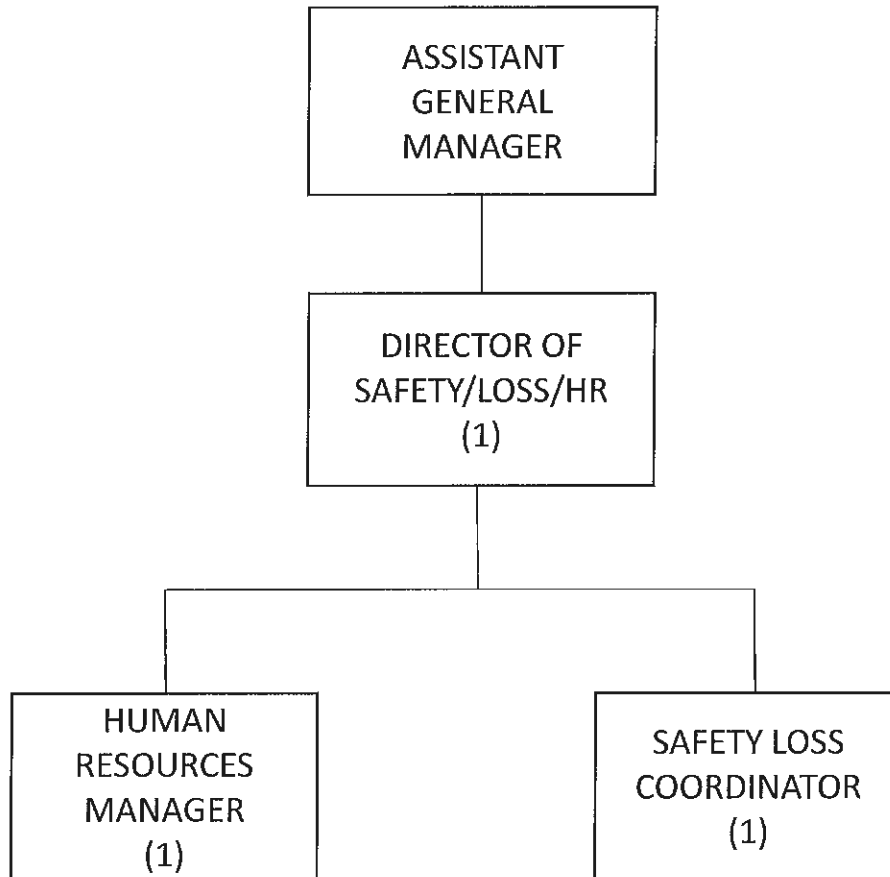 ASSISTANT
GENERAL
MANAGER
DIRECTOR OF
SAFETY/LOSS/HR
(1)
HUMAN
RESOURCES
MANAGER
(1)
SAFETY LOSS
COORDINATOR
(1)